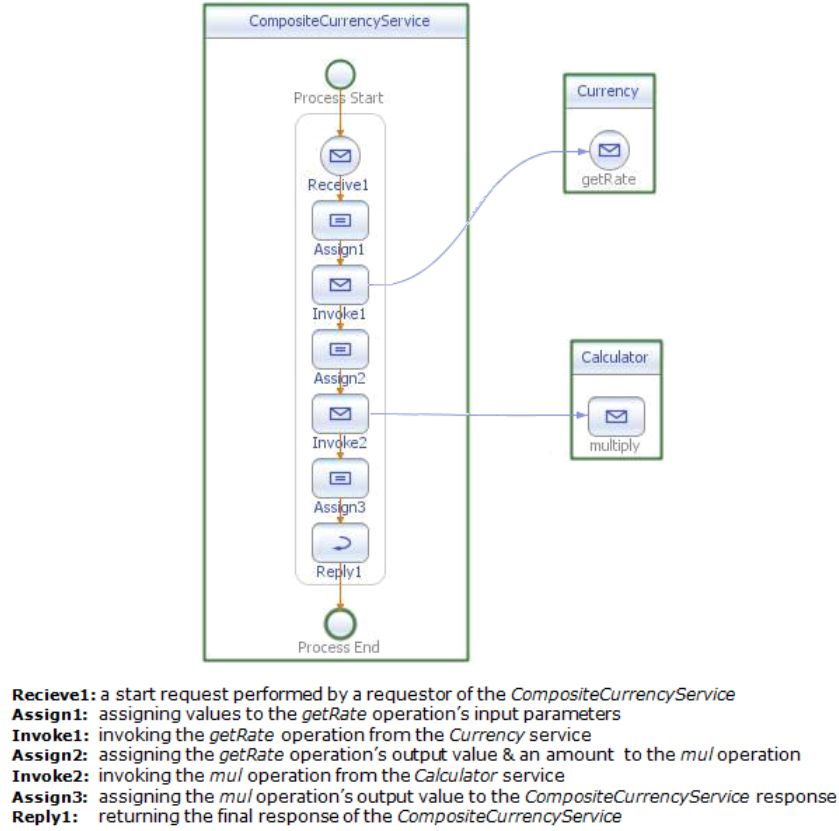 CompositeCurrencyService
Process Start
Receive1
Assign1
Invoke1
Assign2
Invoke2
Assign3
Reply1
Process End
Currency
getRate
Calculator
multiply
Recieve1: a start request performed by a requestor of the CompositeCurrencyService
Assign1: assigning values to the getRate operation's input parameters
Invoke1: invoking the getRate operation from the Currency service
Assign2: assigning the getRate operation's output value & an amount to the mul operation
Invoke2: invoking the mul operation from the Calculator service
Assign3: assigning the mul operation's output value to the CompositeCurrencyService response
Reply1: returning the final response of the CompositeCurrencyService